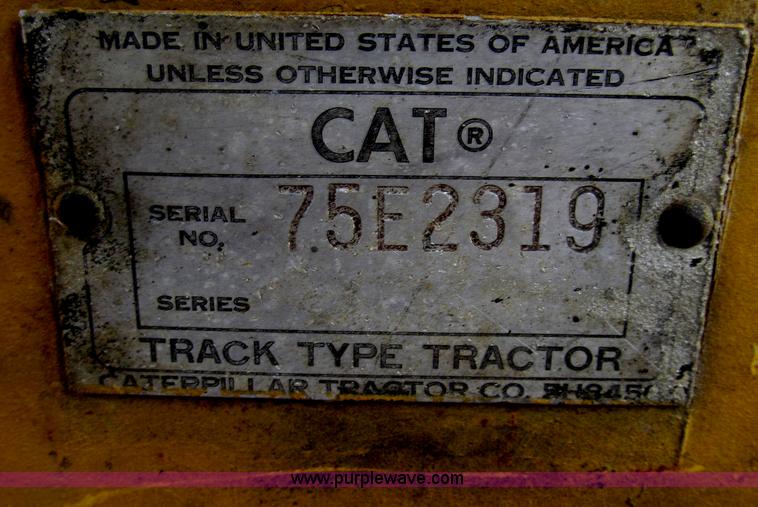 MADE IN UNITED STATES OF AMERICA
UNLESS OTHERWISE INDICATED
CAT®
SERIAL NO. 75E2319
SERIES
TRACK TYPE TRACTOR
CATERPILLAR TRACTOR CO.
www.purplewave.com